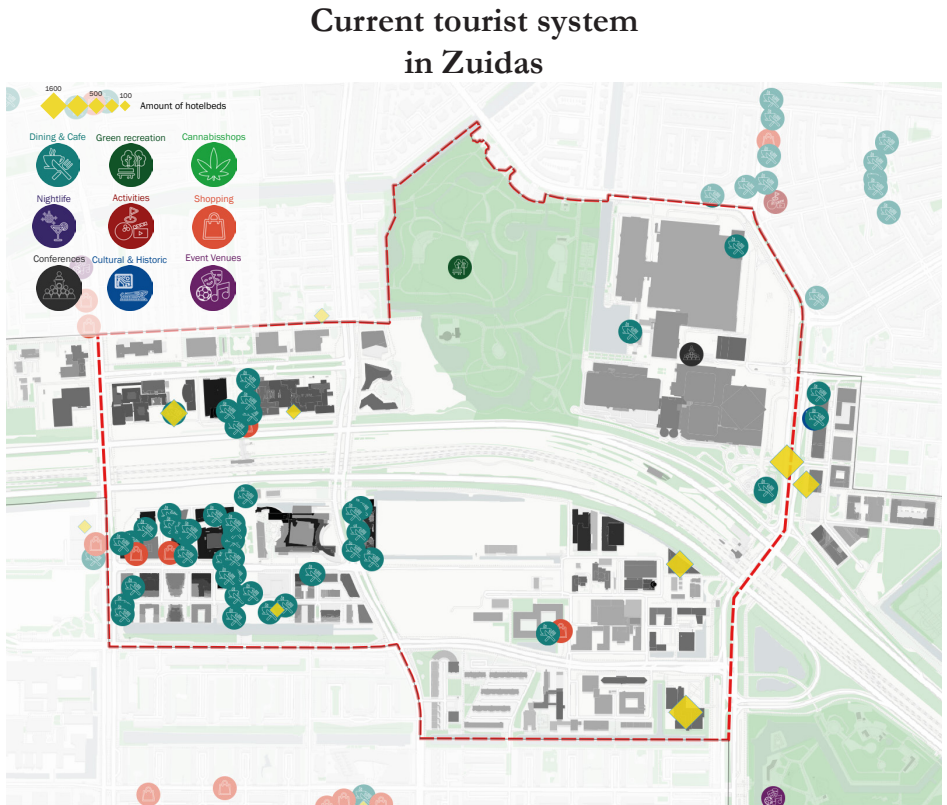 Current tourist system
in Zuidas
1600
500
100
Amount of hotelbeds
Dining & Cafe
Green recreation
Cannabisshops
Nightlife
Activities
Shopping
Conferences
Cultural & Historic
Event Venues